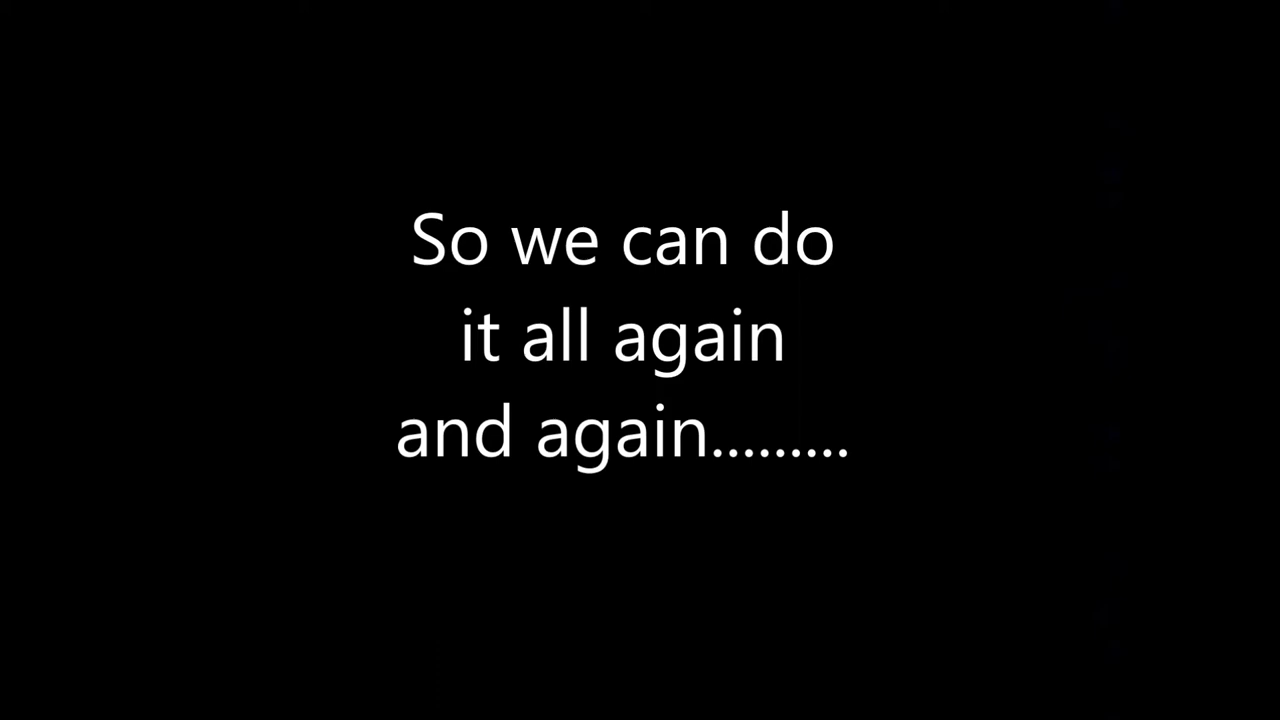 So we can do
it all again
and again.........